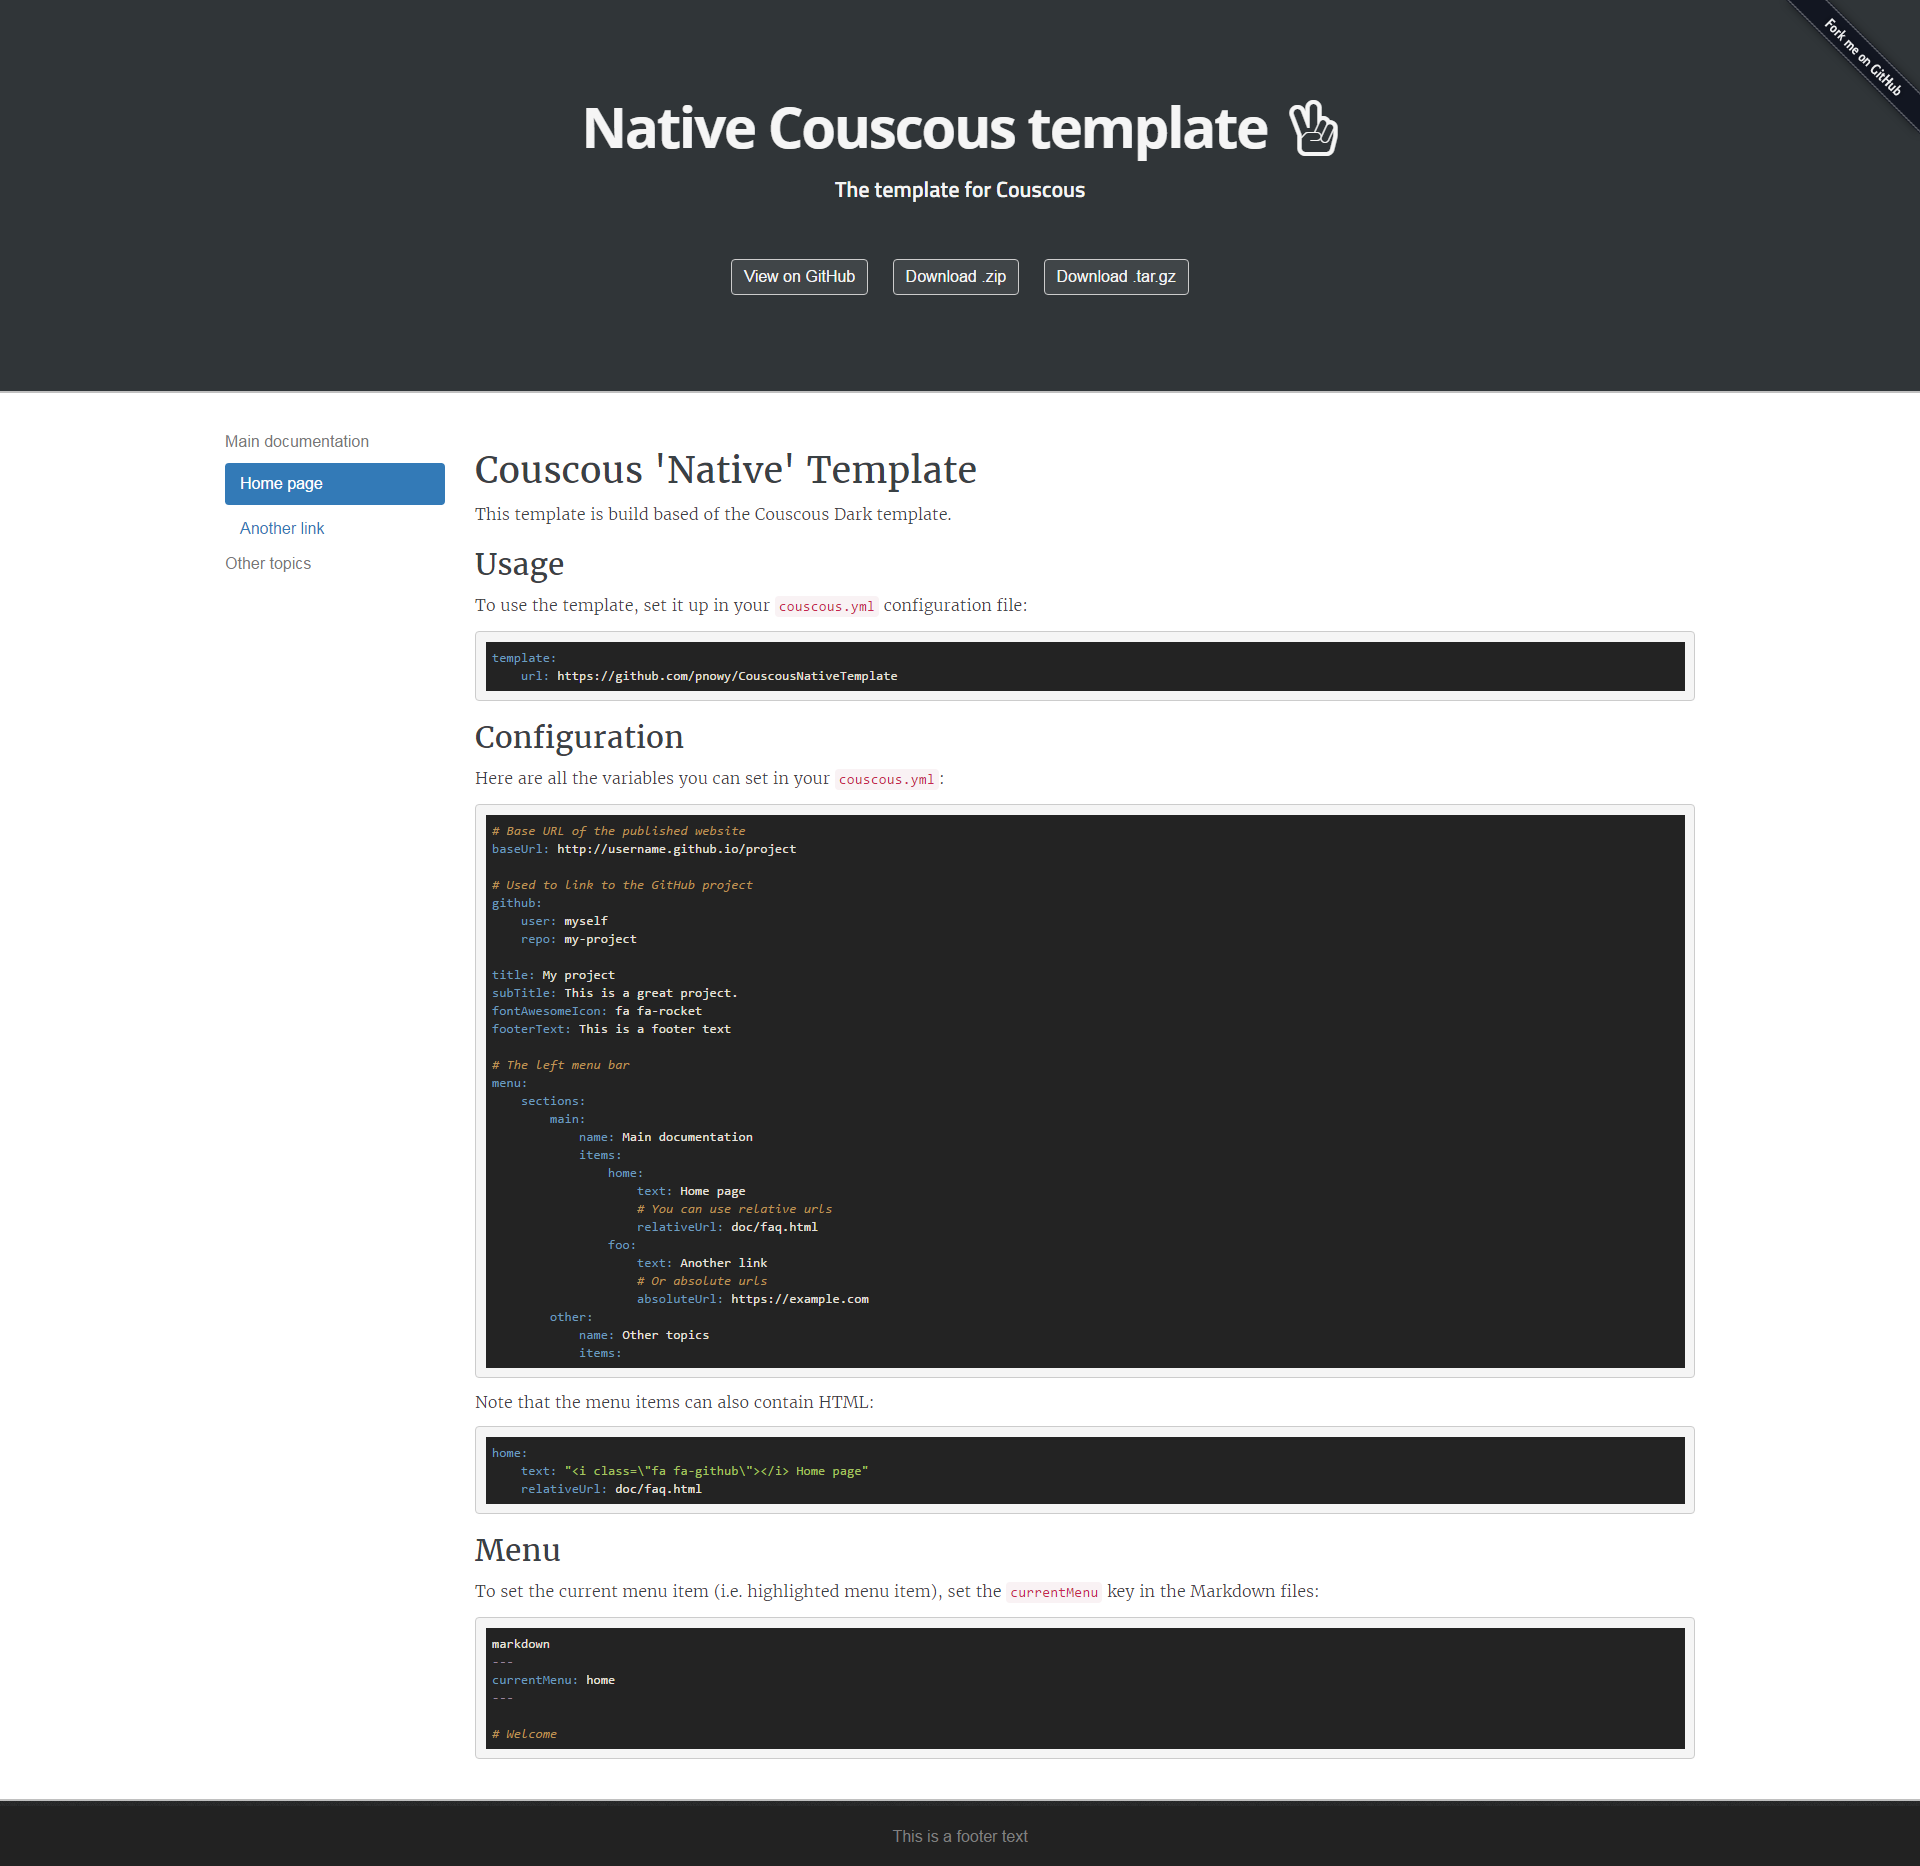 Fork me on GitHub
Native Couscous template
The template for Couscous
View on GitHub
Download .zip
Download .tar.gz
Main documentation
Home page
Another link
Other topics
Couscous 'Native' Template
This template is build based of the Couscous Dark template.
Usage
To use the template, set it up in your couscous.yml configuration file:
template:
    url: https://github.com/pnowy/CouscousNativeTemplate
Configuration
Here are all the variables you can set in your couscous.yml :
# Base URL of the published website
baseUrl: http://username.github.io/project
# Used to link to the GitHub project
github:
    user: myself
    repo: my-project
title: My project
subTitle: This is a great project.
fontAwesomeIcon: fa fa-rocket
footerText: This is a footer text
# The left menu bar
menu:
    sections:
        main:
            name: Main documentation
            items:
                home:
                    text: Home page
                    # You can use relative urls
                    relativeUrl: doc/faq.html
                foo:
                    text: Another link
                    # Or absolute urls
                    absoluteUrl: https://example.com
        other:
            name: Other topics
            items:
Note that the menu items can also contain HTML:
home:
    text: "<i class=\"fa fa-github\"></i> Home page"
    relativeUrl: doc/faq.html
Menu
To set the current menu item (i.e. highlighted menu item), set the currentMenu key in the Markdown files:
markdown
---
currentMenu: home
---
# Welcome
This is a footer text